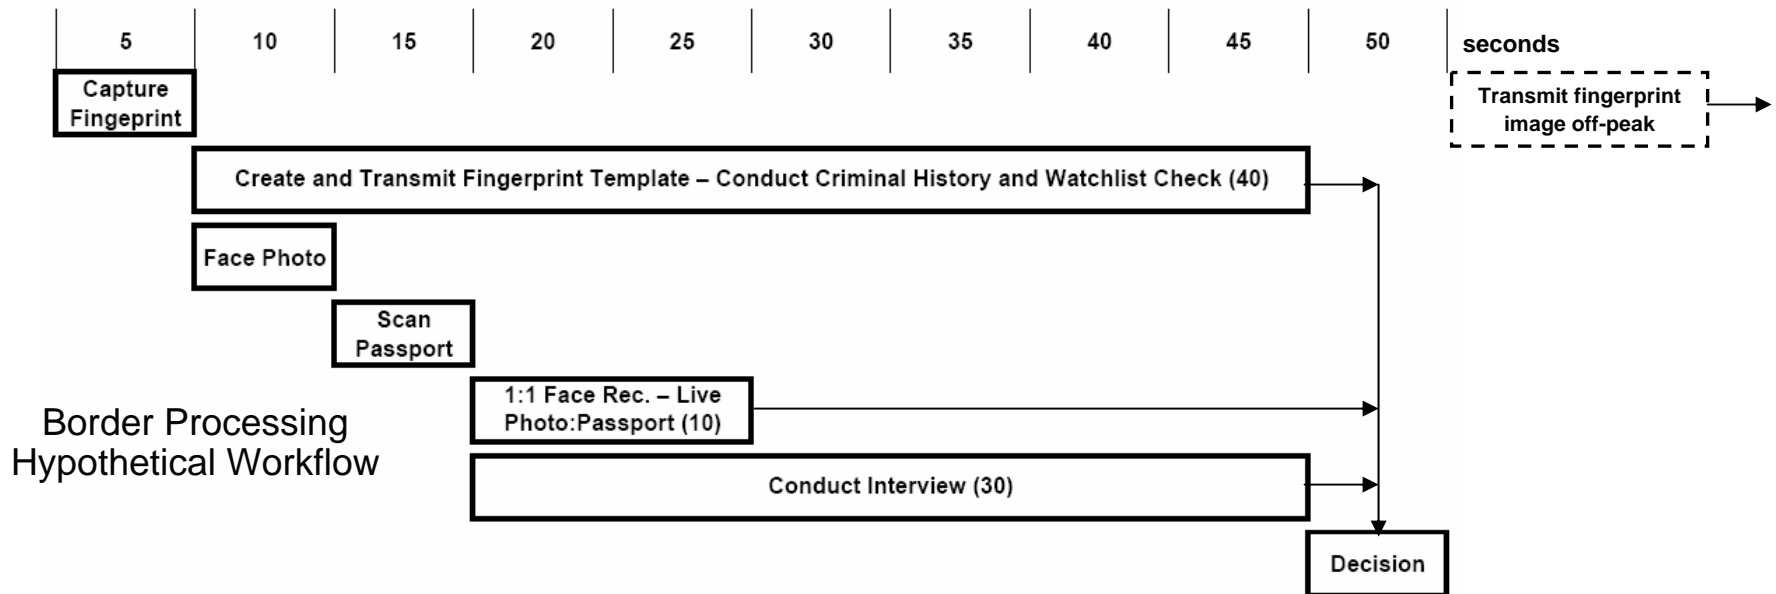 5 10 15 20 25 30 35 40 45 50 seconds
Capture
Fingeprint
Transmit fingerprint
image off-peak
Create and Transmit Fingerprint Template – Conduct Criminal History and Watchlist Check (40)
Face Photo
Scan
Passport
1:1 Face Rec. – Live
Photo:Passport (10)
Border Processing
Hypothetical Workflow
Conduct Interview (30)
Decision